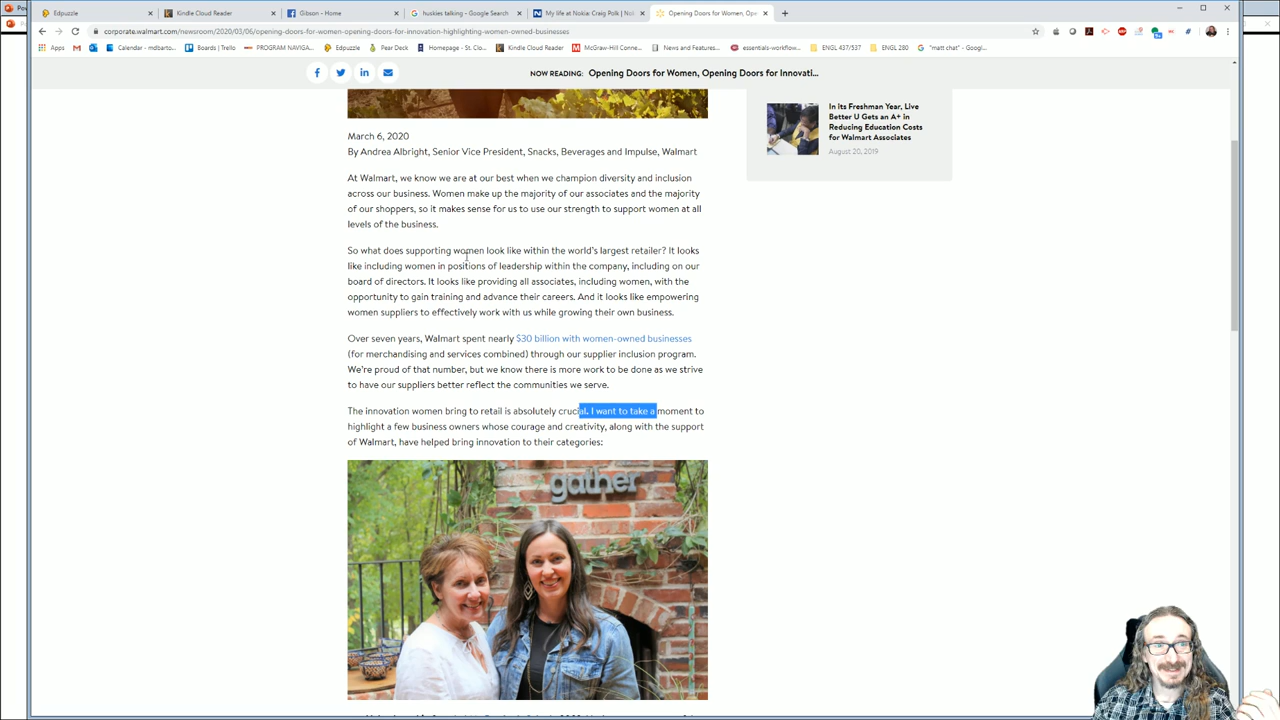 Edpuzzle
Kindle Cloud Reader
Gibson - Home
huskies talking - Google Search
My life at Nokia: Craig Polk | No
Opening Doors for Women, Ope
corporate.walmart.com/newsroom/2020/03/06/opening-doors-for-women-opening-doors-for-innovation-highlighting-women-owned-businesses
Apps
Calendar - mdbarto...
Boards | Trello
PROGRAM NAVIGA...
Edpuzzle
Pear Deck
Homepage - St. Clo...
Kindle Cloud Reader
McGraw-Hill Conne...
News and Features...
essentials-workflow...
ENGL 437/537
ENGL 280
"matt chat" - Googl...
NOW READING: Opening Doors for Women, Opening Doors for Innovati...
In its Freshman Year, Live
Better U Gets an A+ in
Reducing Education Costs
for Walmart Associates
August 20, 2019
March 6, 2020
By Andrea Albright, Senior Vice President, Snacks, Beverages and Impulse, Walmart
At Walmart, we know we are at our best when we champion diversity and inclusion
across our business. Women make up the majority of our associates and the majority
of our shoppers, so it makes sense for us to use our strength to support women at all
levels of the business.
So what does supporting women look like within the world's largest retailer? It looks
like including women in positions of leadership within the company, including on our
board of directors. It looks like providing all associates, including women, with the
opportunity to gain training and advance their careers. And it looks like empowering
women suppliers to effectively work with us while growing their own business.
Over seven years, Walmart spent nearly $30 billion with women-owned businesses
(for merchandising and services combined) through our supplier inclusion program.
We're proud of that number, but we know there is more work to be done as we strive
to have our suppliers better reflect the communities we serve.
The innovation women bring to retail is absolutely crucial. I want to take a moment to
highlight a few business owners whose courage and creativity, along with the support
of Walmart, have helped bring innovation to their categories:
gather